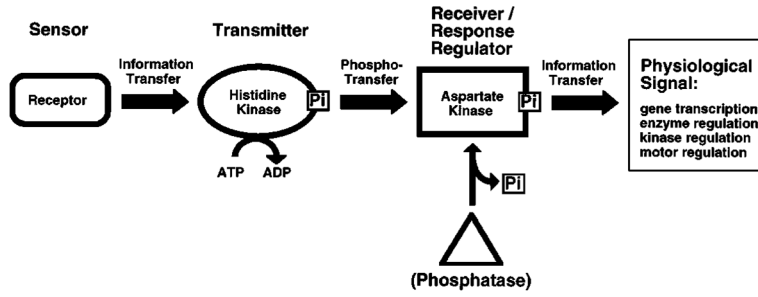 Sensor
Transmitter
Receiver /
Response
Regulator
Receptor
Information
Transfer
Histidine
Kinase
Pi
ATP
ADP
Phospho-
Transfer
Aspartate
Kinase
Pi
Information
Transfer
Physiological
Signal:
gene transcription
enzyme regulation
kinase regulation
motor regulation
Pi
(Phosphatase)